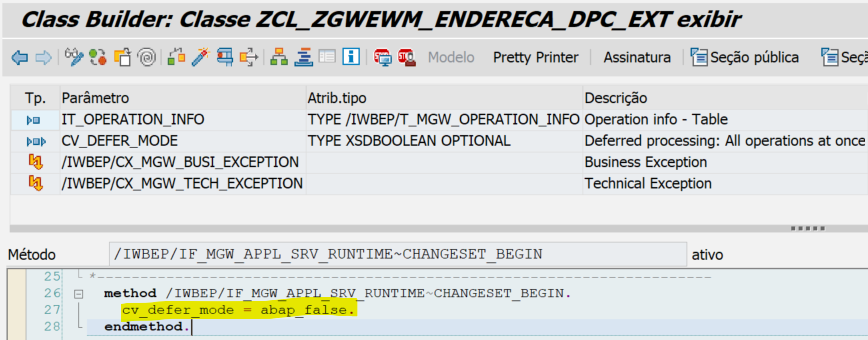 Class Builder: Classe ZCL_ZGWEWM_ENDERECA_DPC_EXT exibir
Modelo Pretty Printer Assinatura Seção pública Seçã
Tp. Parâmetro Atrib.tipo Descrição
IT_OPERATION_INFO TYPE /IWBEP/T_MGW_OPERATION_INFO Operation info - Table
CV_DEFER_MODE TYPE XSDBOOLEAN OPTIONAL Deferred processing: All operations at once
/IWBEP/CX_MGW_BUSI_EXCEPTION Business Exception
/IWBEP/CX_MGW_TECH_EXCEPTION Technical Exception
Método /IWBEP/IF_MGW_APPL_SRV_RUNTIME~CHANGESET_BEGIN ativo
25 *----------------------------------------------------------------------
26 method /IWBEP/IF_MGW_APPL_SRV_RUNTIME~CHANGESET_BEGIN.
27 cv_defer_mode = abap_false.
28 endmethod.